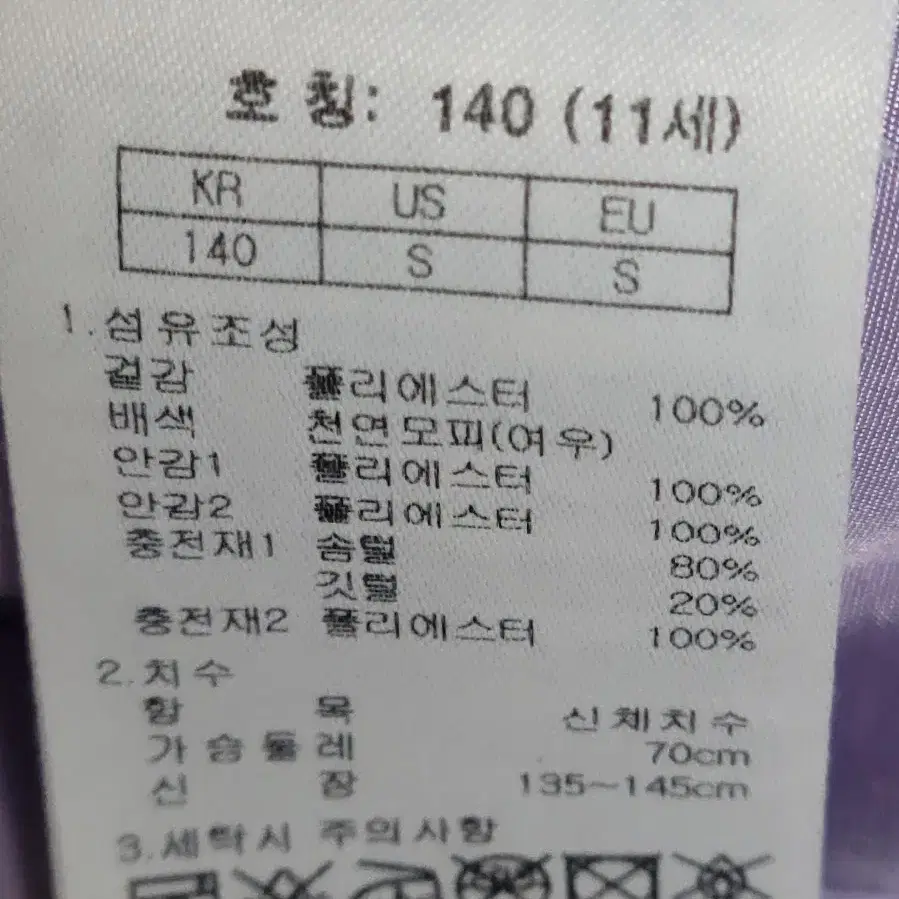 호 칭: 140 (11세)
KR US EU
140 S S
1.섬유조성
겉감 폴리에스터 100%
배색 천연모피(여우)
안감1 폴리에스터 100%
안감2 폴리에스터 100%
충전재1 솜털 80%
깃털 20%
충전재2 폴리에스터 100%
2.치수
항 목 신체치수
가슴둘레 70cm
신 장 135~145cm
3.세탁시 주의사항